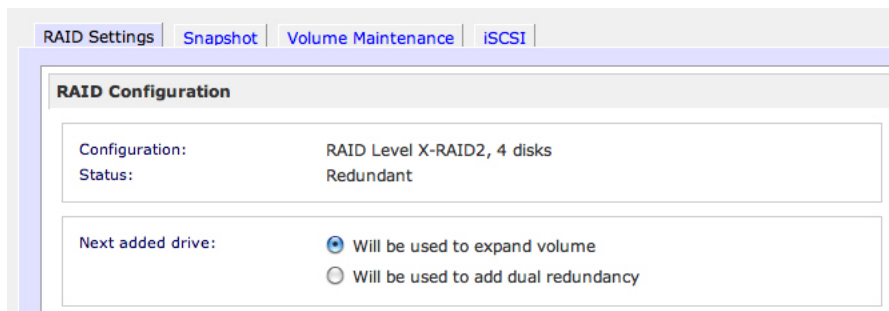 RAID Settings Snapshot Volume Maintenance iSCSI
RAID Configuration
Configuration: RAID Level X-RAID2, 4 disks
Status: Redundant
Next added drive: Will be used to expand volume
Will be used to add dual redundancy